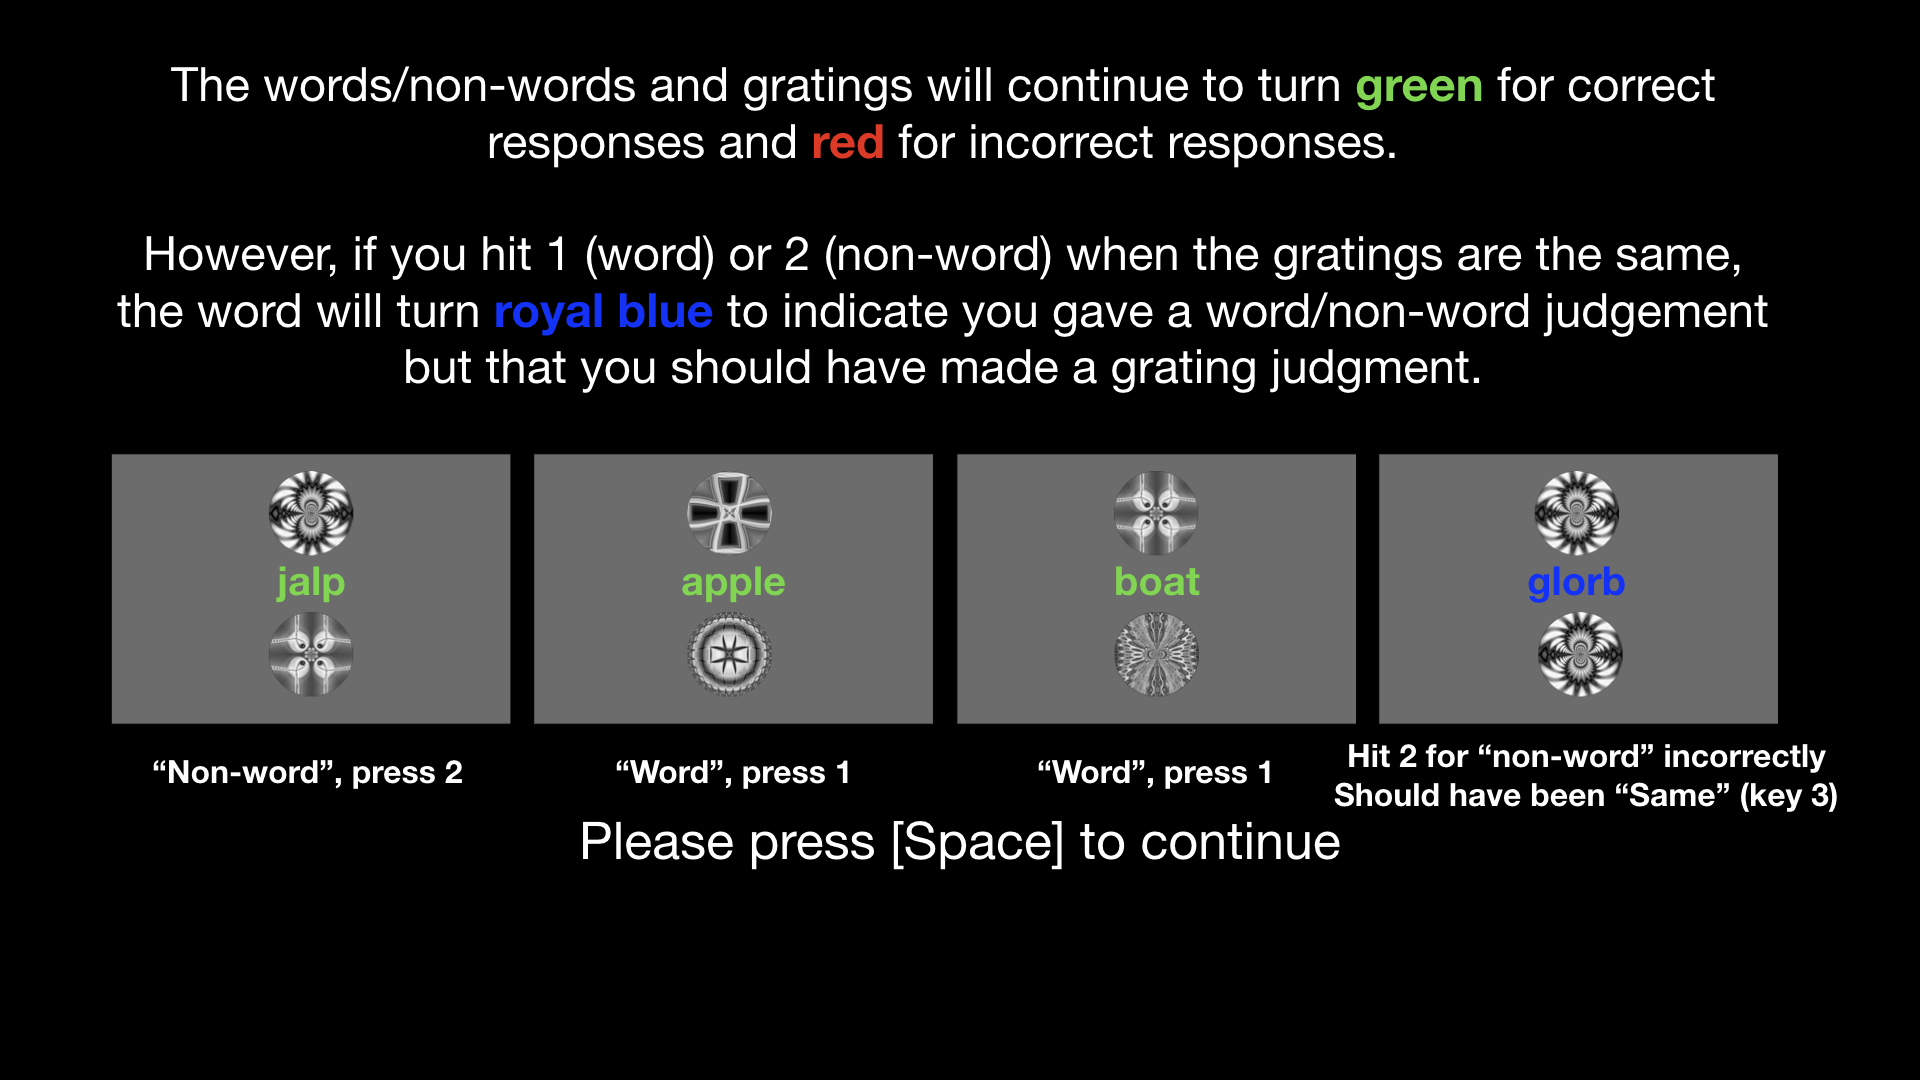 The words/non-words and gratings will continue to turn green for correct
responses and red for incorrect responses.
However, if you hit 1 (word) or 2 (non-word) when the gratings are the same,
the word will turn royal blue to indicate you gave a word/non-word judgement
but that you should have made a grating judgment.
jalp
apple
boat
glorb
“Non-word”, press 2
“Word”, press 1
“Word”, press 1
Hit 2 for “non-word” incorrectly
Should have been “Same” (key 3)
Please press [Space] to continue